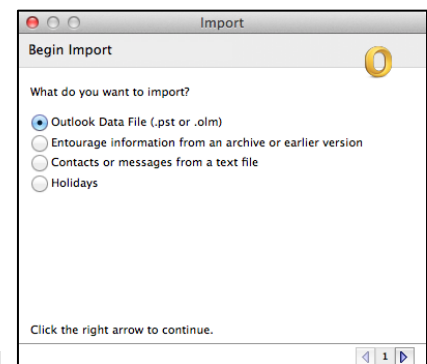 Import
Begin Import
What do you want to import?
Outlook Data File (.pst or .olm)
Entourage information from an archive or earlier version
Contacts or messages from a text file
Holidays
Click the right arrow to continue.
1